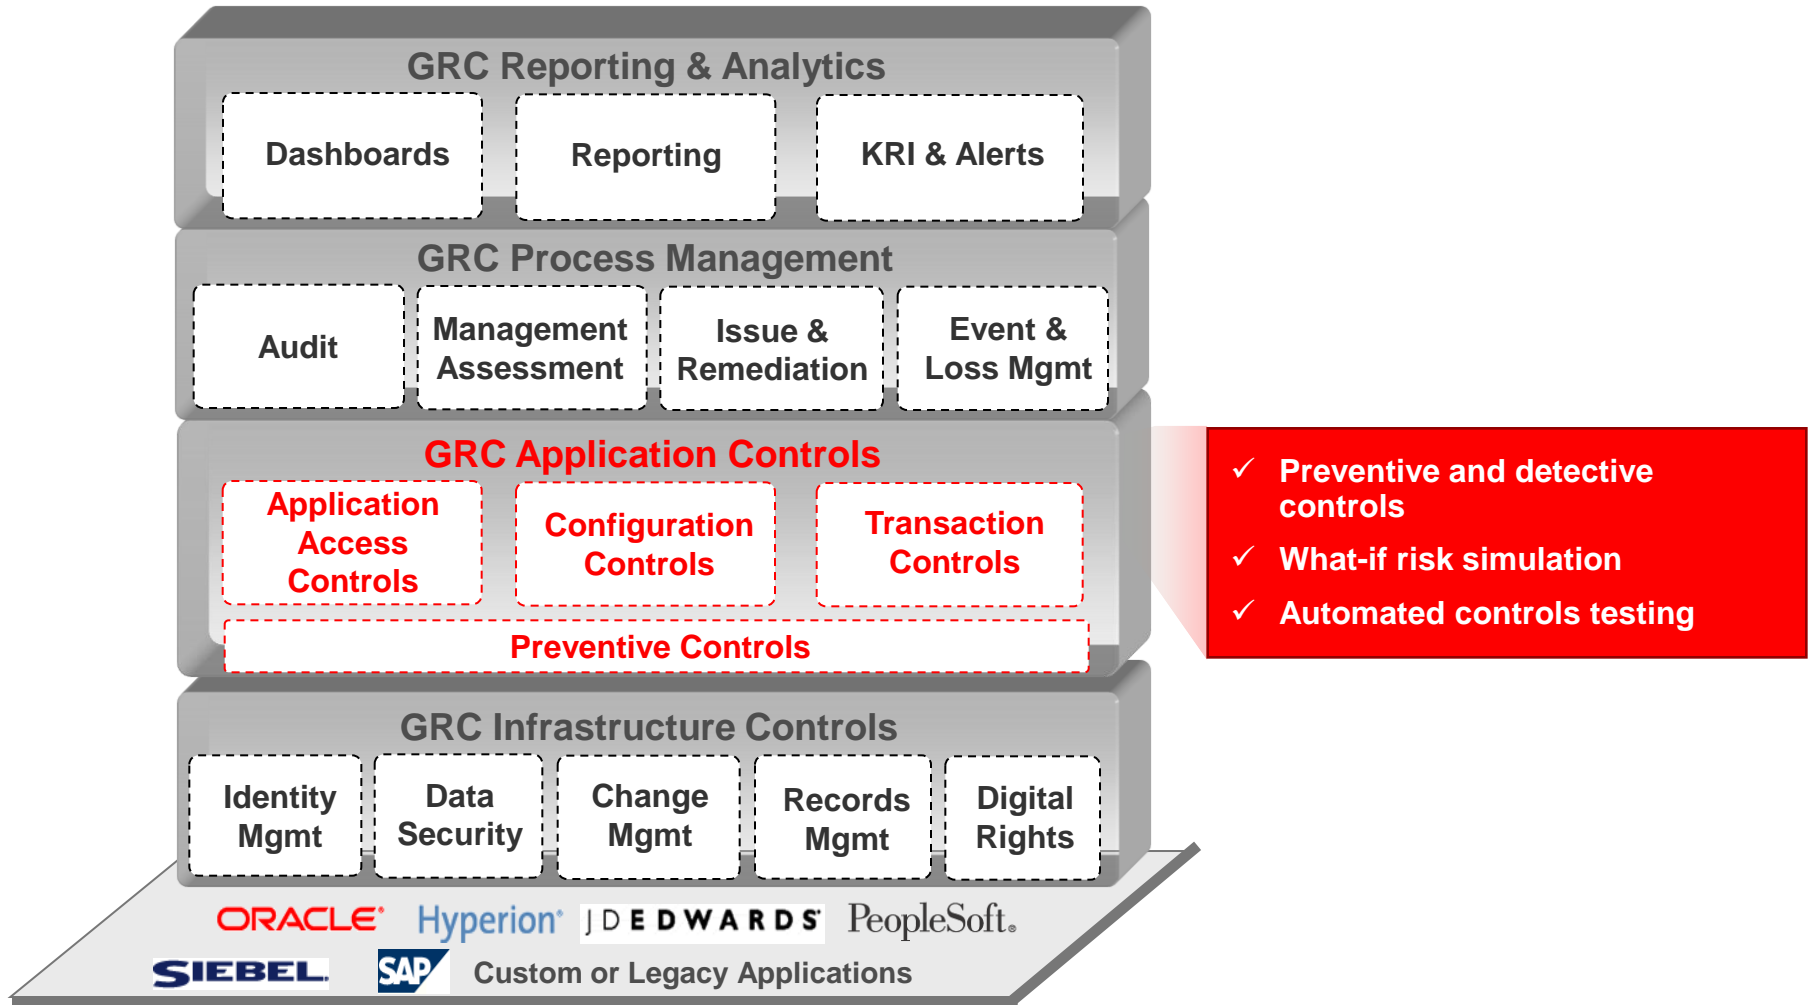 GRC Reporting & Analytics
Dashboards
Reporting
KRI & Alerts
GRC Process Management
Audit
Management
Assessment
Issue &
Remediation
Event &
Loss Mgmt
GRC Application Controls
Application
Access
Controls
Configuration
Controls
Transaction
Controls
Preventive Controls
✓ Preventive and detective
controls
✓ What-if risk simulation
✓ Automated controls testing
GRC Infrastructure Controls
Identity
Mgmt
Data
Security
Change
Mgmt
Records
Mgmt
Digital
Rights
ORACLE®
Hyperion®
JDEDWARDS®
PeopleSoft®
SIEBEL.
SAP
Custom or Legacy Applications